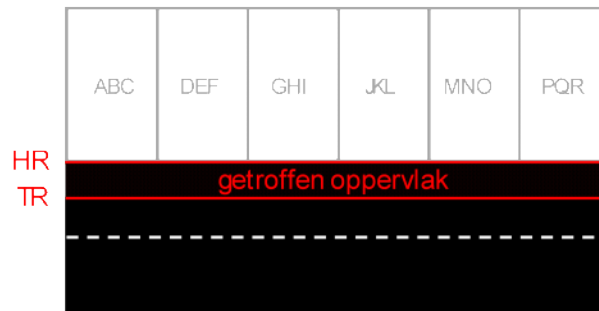 ABC DEF GHI JKL MNO PQR
HR
getroffen oppervlak
TR